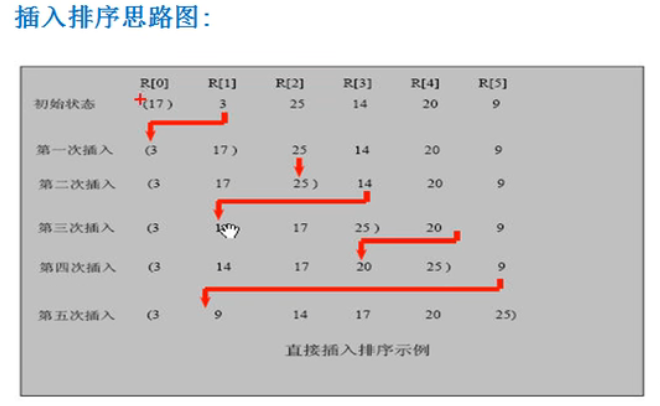 插入排序思路图：
R[0] R[1] R[2] R[3] R[4] R[5]
初始状态 (17) 3 25 14 20 9
第一次插入 (3 17) 25 14 20 9
第二次插入 (3 17 25) 14 20 9
第三次插入 (3 17 25) 20 9
第四次插入 (3 14 17 20 25) 9
第五次插入 (3 9 14 17 20 25)
直接插入排序示例